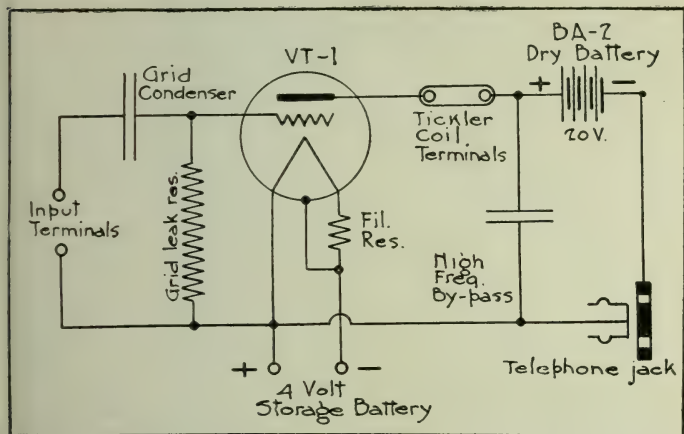 BA-2
Dry Battery
VT-1
Grid
Condenser
+
-
20 V.
Tickler
Coil
Terminals
Input
Terminals
Grid leak res.
Fil.
Res.
High
Freq.
By-pass
Telephone jack
+
-
4 Volt
Storage Battery